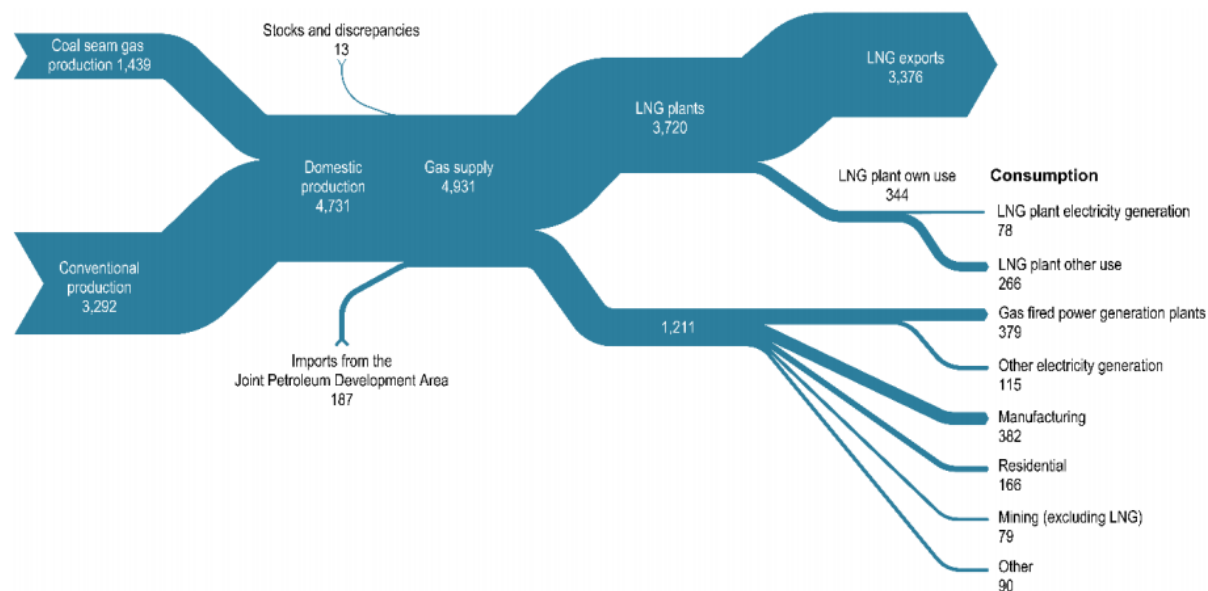 Coal seam gas
production 1,439
Stocks and discrepancies
13
LNG exports
3,376
LNG plants
3,720
Domestic
production
4,731
Gas supply
4,931
LNG plant own use
344
Consumption
LNG plant electricity generation
78
LNG plant other use
266
Conventional
production
3,292
Imports from the
Joint Petroleum Development Area
187
1,211
Gas fired power generation plants
379
Other electricity generation
115
Manufacturing
382
Residential
166
Mining (excluding LNG)
79
Other
90